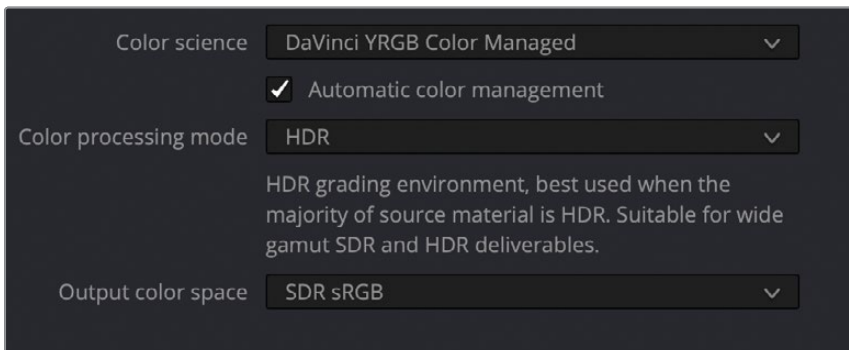 Color science DaVinci YRGB Color Managed
Automatic color management
Color processing mode HDR
HDR grading environment, best used when the
majority of source material is HDR. Suitable for wide
gamut SDR and HDR deliverables.
Output color space SDR sRGB